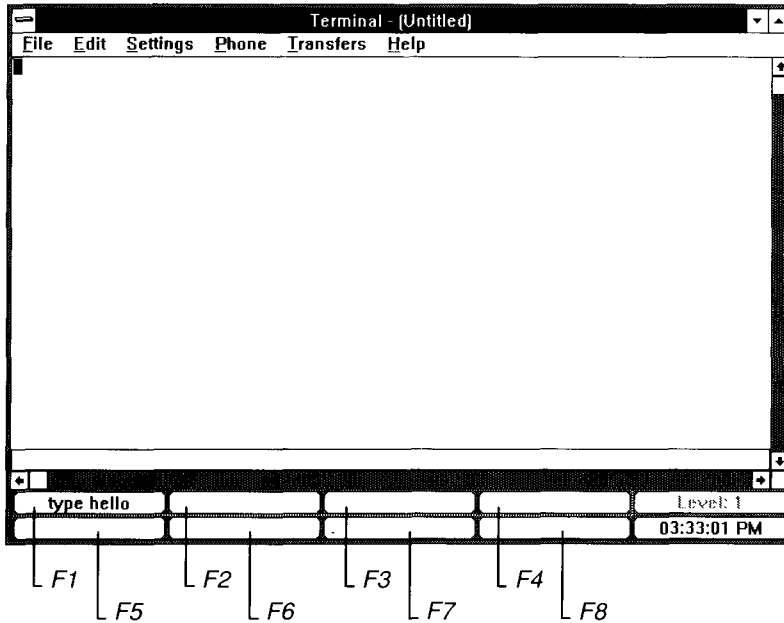 Terminal - (Untitled)
File Edit Settings Phone Transfers Help
type hello
Level: 1
03:33:01 PM
F1 F2 F3 F4
F5 F6 F7 F8